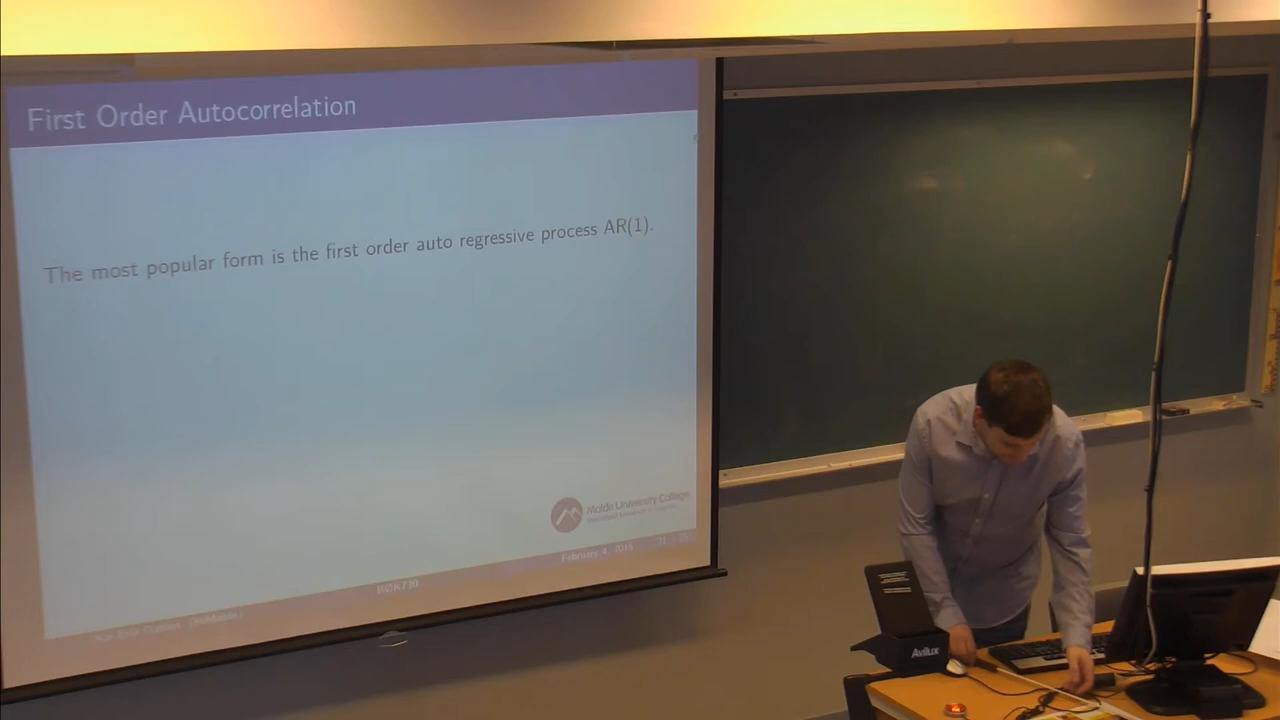 First Order Autocorrelation
The most popular form is the first order auto regressive process AR(1).
Molde University College
February 4, 2015
BØK710
Avilux